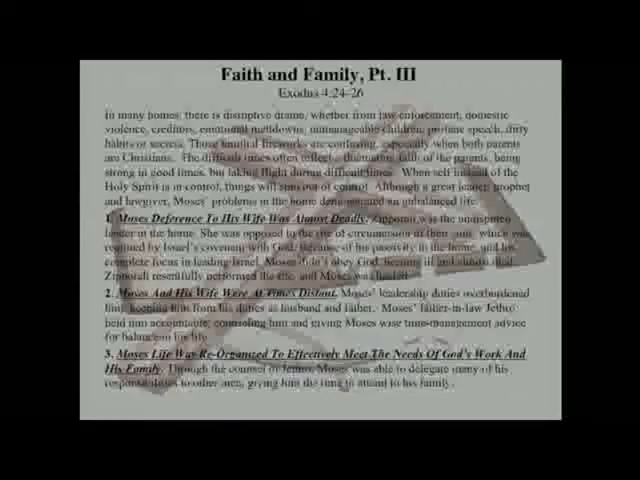 Faith and Family, Pt. III
Exodus 4:24-26
In many homes, there is disruptive drama, whether from law enforcement, domestic
violence, creditors, emotional meltdowns, unmanageable children, profane speech, dirty
habits or secrets. Those familial fireworks are confusing, especially when both parents
are Christians. The difficult times often reflect the fluctuating faith of the parents, being
strong in good times, but taking flight during difficult times. When self instead of the
Holy Spirit is in control, things will spin out of control. Although a great leader, prophet
and lawgiver, Moses' problems in the home demonstrated an unbalanced life.
1. Moses Deference To His Wife Was Almost Deadly. Zipporah was the unappointed
leader in the home. She was opposed to the rite of circumcision of their sons, which was
required by Israel's covenant with God. Because of his passivity in the home, and his
complete focus in leading Israel, Moses didn't obey God, became ill and almost died.
Zipporah resentfully performed the rite, and Moses was healed.
2. Moses And His Wife Were At Times Distant. Moses' leadership duties overburdened
him, keeping him from his duties as husband and father. Moses' father-in-law Jethro
held him accountable, counseling him and giving Moses wise time-management advice
for balance in his life.
3. Moses Life Was Re-Organized To Effectively Meet The Needs Of God's Work And
His Family. Through the counsel of Jethro, Moses was able to delegate many of his
responsibilities to other men, giving him the time to attend to his family.